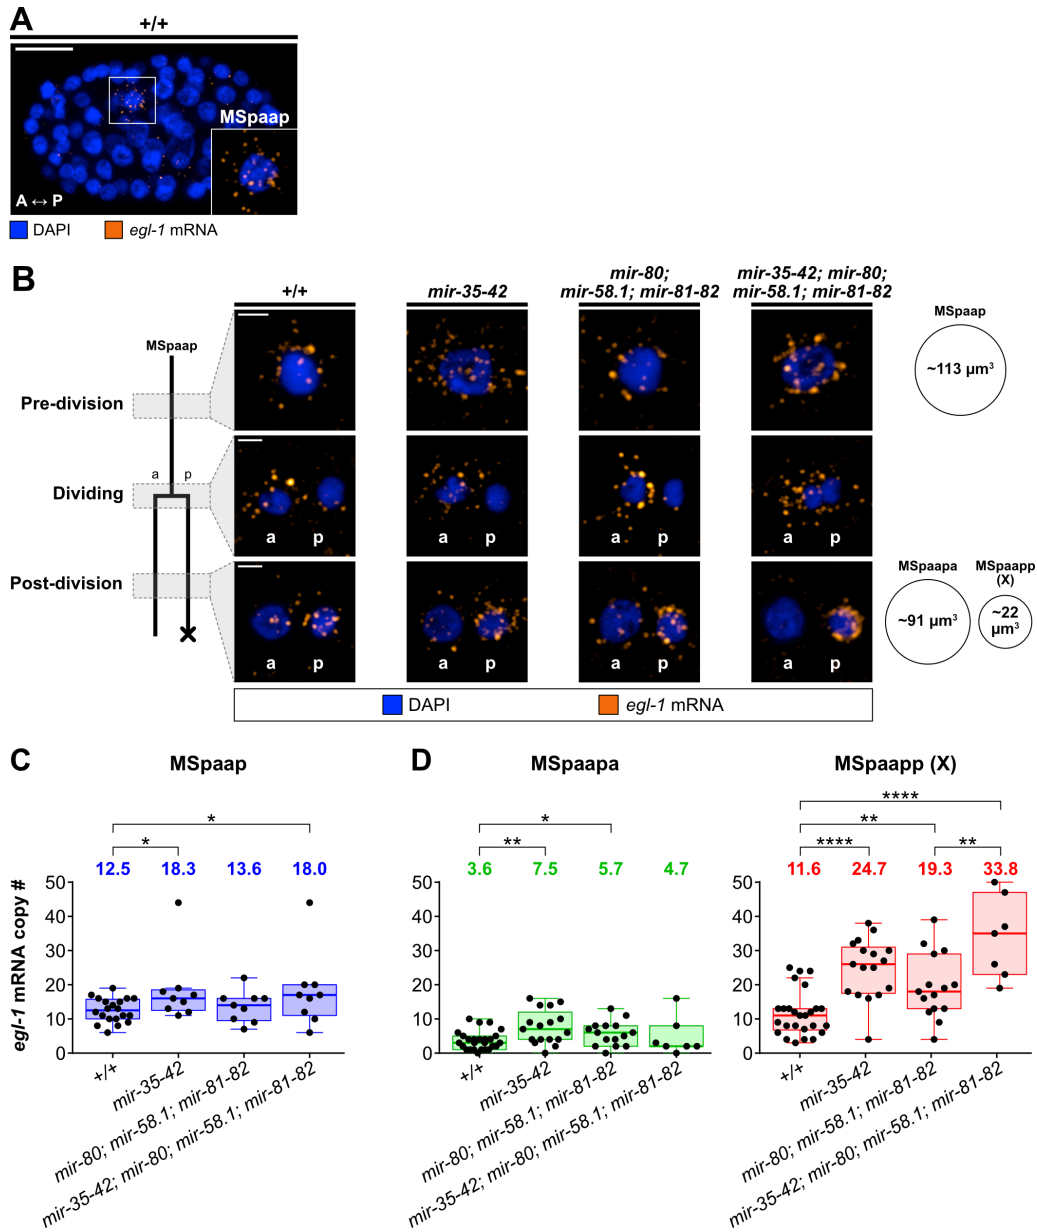 A
+/+
MSpaap
A ↔ P
DAPI
egl-1 mRNA
B
+/+
mir-35-42
mir-80;
mir-58.1; mir-81-82
mir-35-42; mir-80;
mir-58.1; mir-81-82
MSpaap
~113 µm³
MSpaap
Pre-division
a p
Dividing
a p
a p
a p
a p
Post-division
MSpaapa
MSpaapp
(X)
~91 µm³
~22
µm³
a p
a p
a p
a p
DAPI
egl-1 mRNA
C
MSpaap
*
*
12.5 18.3 13.6 18.0
egl-1 mRNA copy #
50
40
30
20
10
0
+/+
mir-35-42
mir-80; mir-58.1; mir-81-82
mir-35-42; mir-80; mir-58.1; mir-81-82
D
MSpaapa
*
**
3.6 7.5 5.7 4.7
50
40
30
20
10
0
+/+
mir-35-42
mir-80; mir-58.1; mir-81-82
mir-35-42; mir-80; mir-58.1; mir-81-82
MSpaapp (X)
****
**
**** **
11.6 24.7 19.3 33.8
50
40
30
20
10
0
+/+
mir-35-42
mir-80; mir-58.1; mir-81-82
mir-35-42; mir-80; mir-58.1; mir-81-82